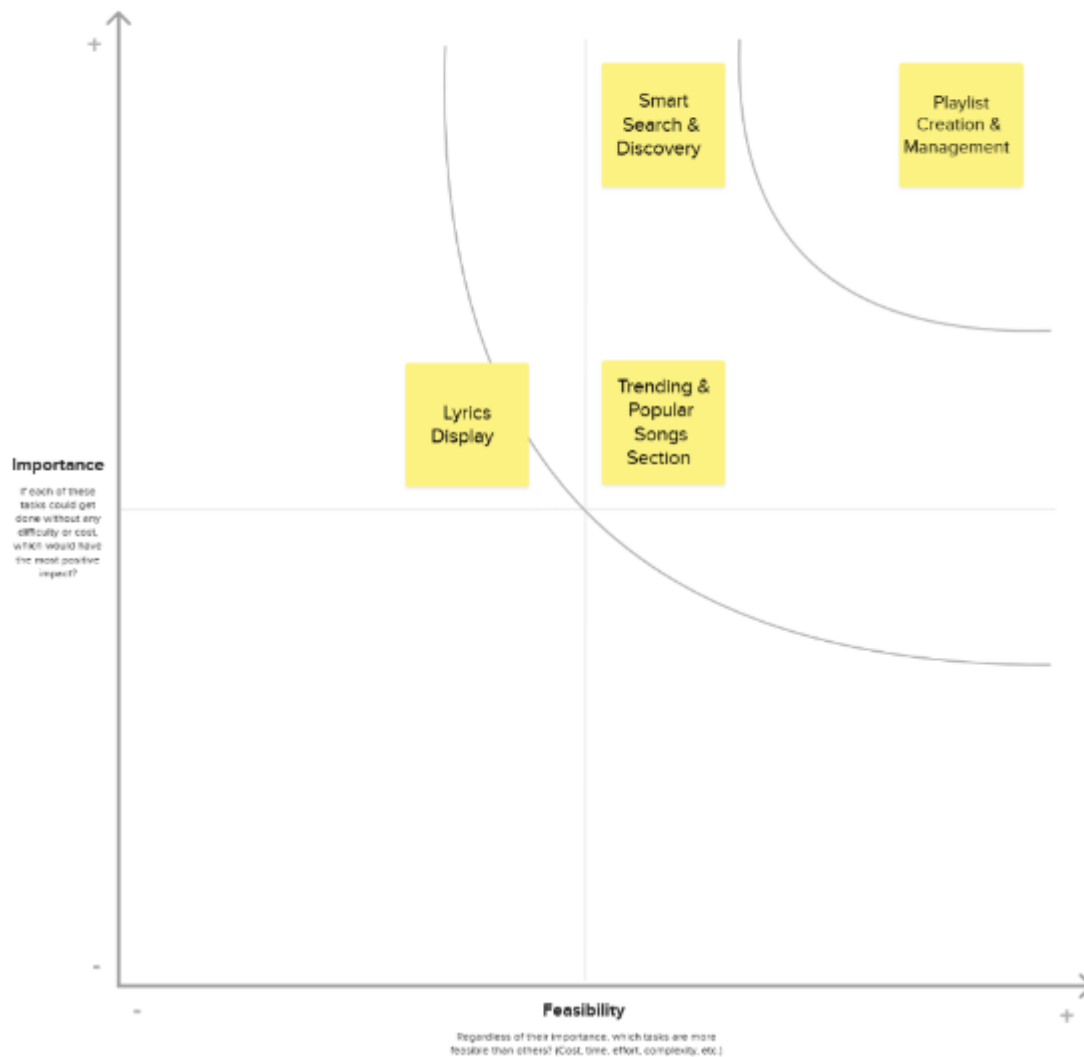 +
Smart
Search &
Discovery
Playlist
Creation &
Management
Lyrics
Display
Trending &
Popular
Songs
Section
Importance
If each of these
tasks could get
done without any
difficulty or cost,
which would have
the most positive
impact?
-
-
Feasibility
+
Regardless of their importance, which tasks are more
feasible than others? (Cost, time, effort, complexity, etc.)